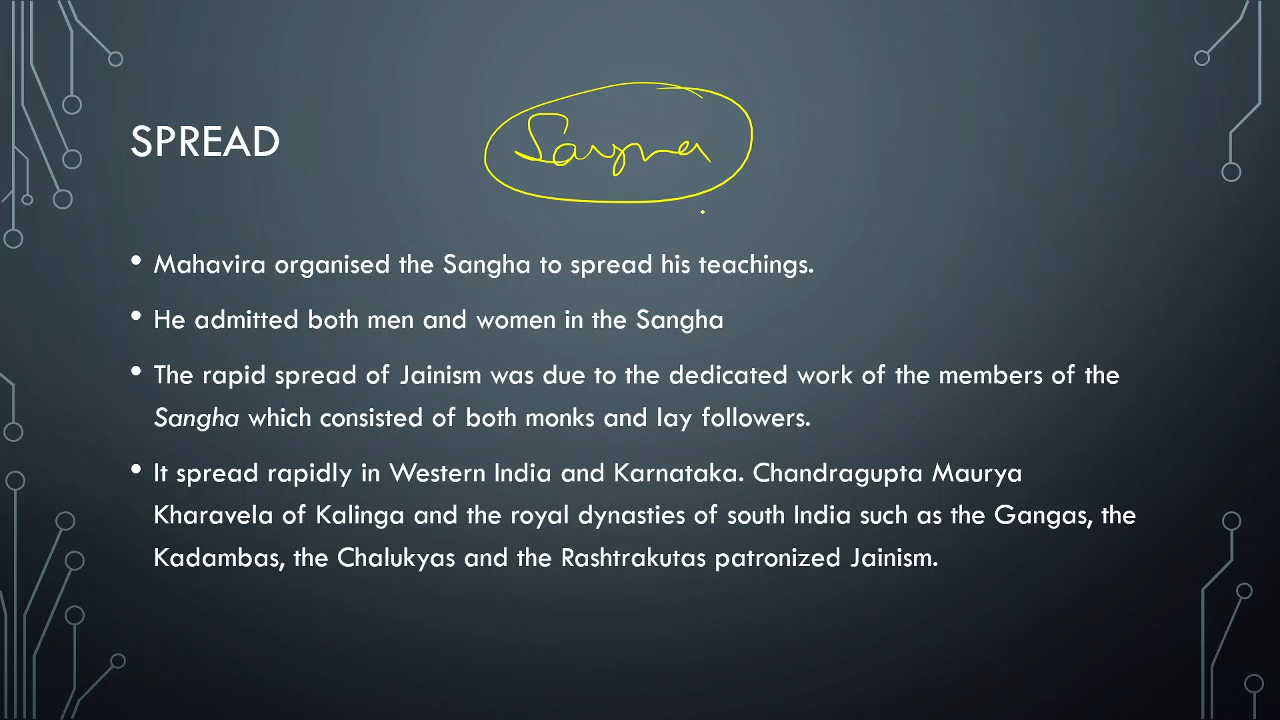 SPREAD
Sangha
• Mahavira organised the Sangha to spread his teachings.
• He admitted both men and women in the Sangha
• The rapid spread of Jainism was due to the dedicated work of the members of the
Sangha which consisted of both monks and lay followers.
• It spread rapidly in Western India and Karnataka. Chandragupta Maurya
Kharavela of Kalinga and the royal dynasties of south India such as the Gangas, the
Kadambas, the Chalukyas and the Rashtrakutas patronized Jainism.